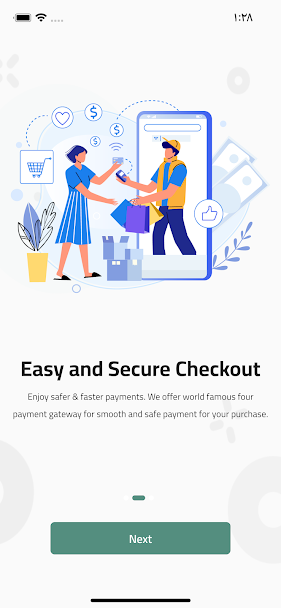 ١:٢٨
Easy and Secure Checkout
Enjoy safer & faster payments. We offer world famous four
payment gateway for smooth and safe payment for your purchase.
Next